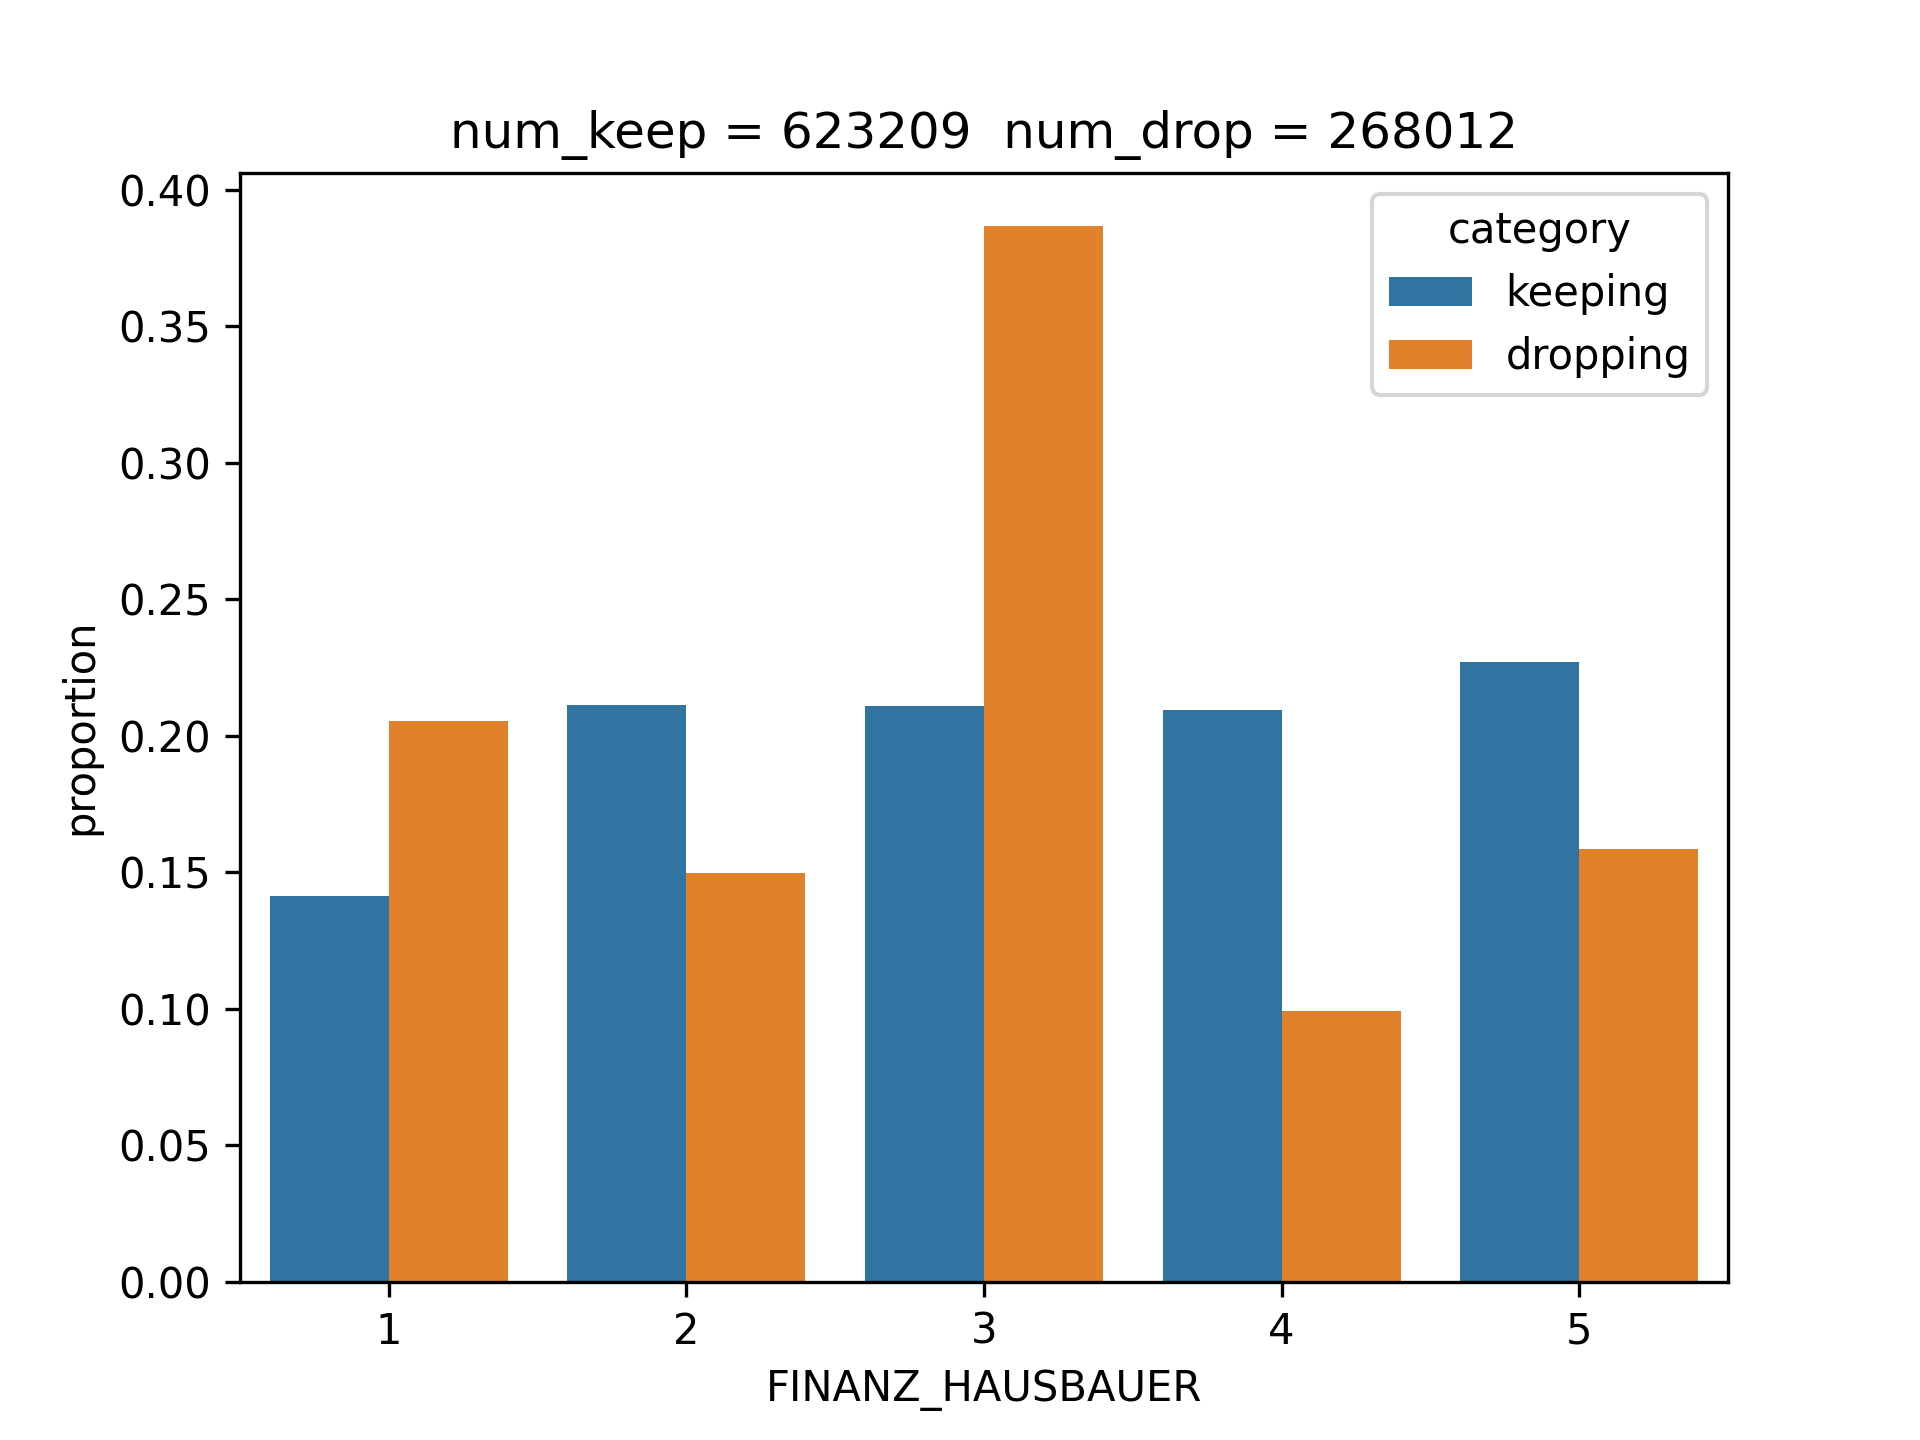 num_keep = 623209  num_drop = 268012
0.40
0.35
0.30
0.25
0.20
0.15
0.10
0.05
0.00
proportion
category
keeping
dropping
1 2 3 4 5
FINANZ_HAUSBAUER